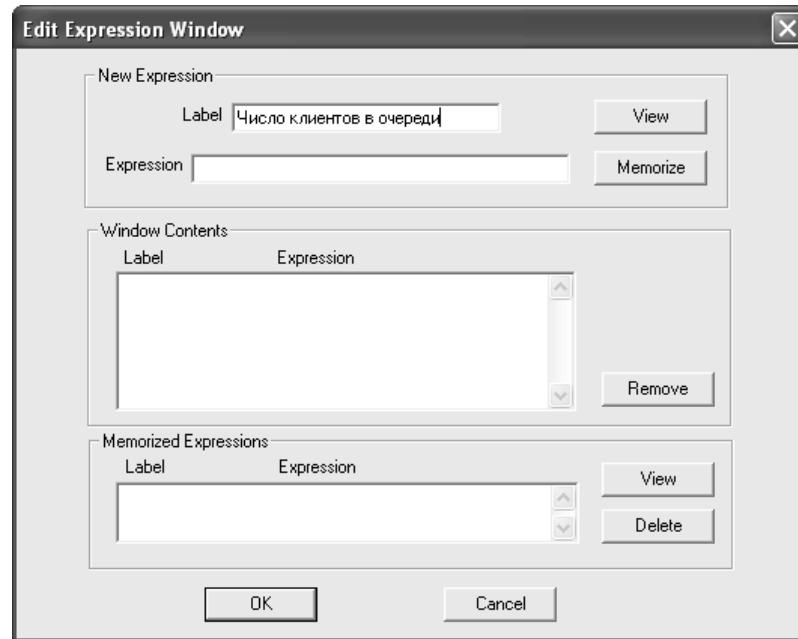 Edit Expression Window
New Expression
Label Число клиентов в очереди View
Expression Memorize
Window Contents
Label Expression
Remove
Memorized Expressions
Label Expression
View
Delete
OK Cancel